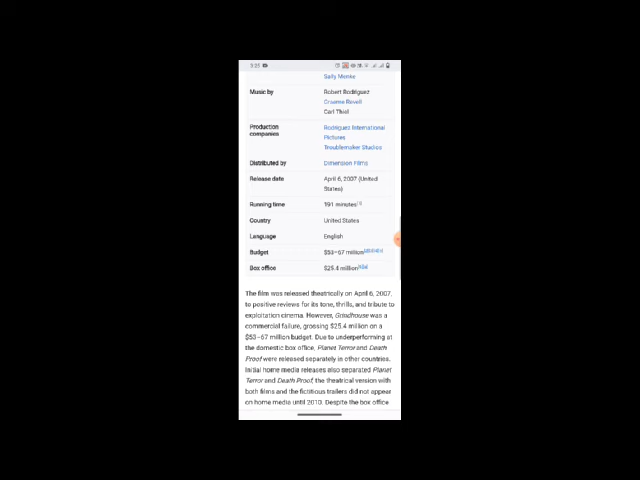 3:25
Sally Menke
Music by Robert Rodriguez
Graeme Revell
Carl Thiel
Production companies Rodriguez International
Pictures
Troublemaker Studios
Distributed by Dimension Films
Release date April 6, 2007 (United
States)
Running time 191 minutes[1]
Country United States
Language English
Budget $53–67 million
Box office $25.4 million
The film was released theatrically on April 6, 2007,
to positive reviews for its tone, thrills, and tribute to
exploitation cinema. However, Grindhouse was a
commercial failure, grossing $25.4 million on a
$53–67 million budget. Due to underperforming at
the domestic box office, Planet Terror and Death
Proof were released separately in other countries.
Initial home media releases also separated Planet
Terror and Death Proof; the theatrical version with
both films and the fictitious trailers did not appear
on home media until 2010. Despite the box office